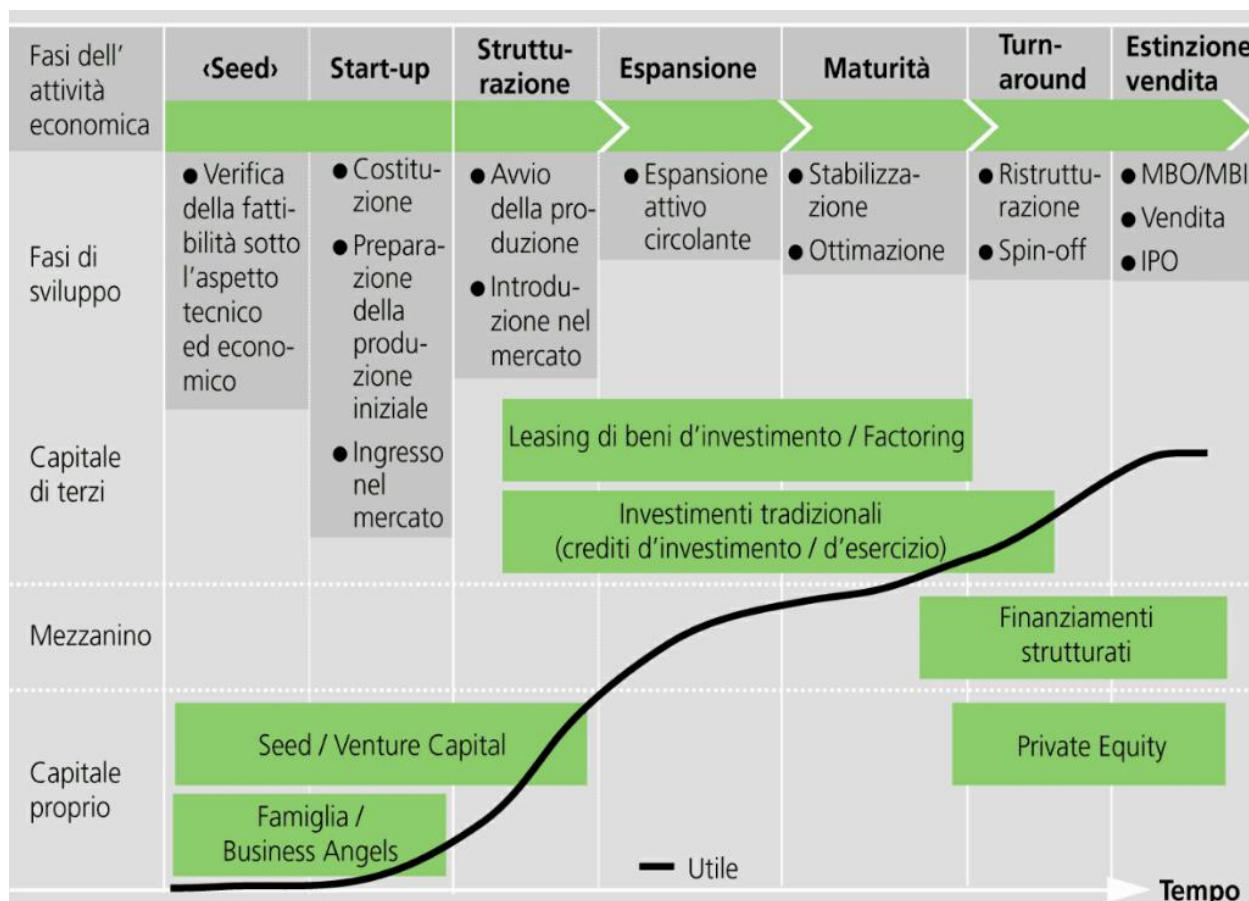 Fasi dell’
attività
economica
‹Seed›
Start-up
Struttu-
razione
Espansione
Maturità
Turn-
around
Estinzione
vendita
Fasi di
sviluppo
● Verifica
della fatti-
bilità sotto
l’aspetto
tecnico
ed econo-
mico
● Costitu-
zione
● Prepara-
zione
della
produ-
zione
iniziale
● Ingresso
nel
mercato
● Avvio
della pro-
duzione
● Introdu-
zione nel
mercato
● Espansione
attivo
circolante
● Stabilizza-
zione
● Ottimazione
● Ristruttu-
razione
● Spin-off
● MBO/MBI
● Vendita
● IPO
Capitale
di terzi
Leasing di beni d’investimento / Factoring
Investimenti tradizionali
(crediti d’investimento / d’esercizio)
Mezzanino
Finanziamenti
strutturati
Capitale
proprio
Seed / Venture Capital
Private Equity
Famiglia /
Business Angels
Utile
Tempo